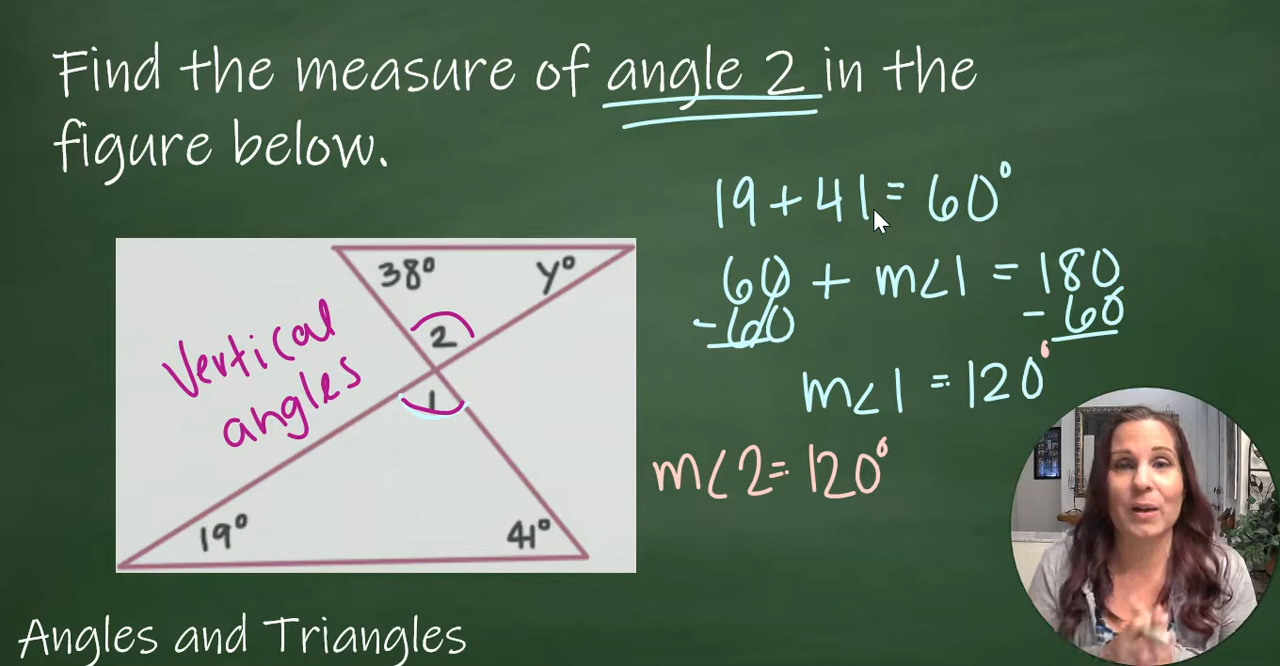 Find the measure of angle 2 in the
figure below.
19 + 41 = 60°
60 + m∠1 = 180
-60 - 60
m∠1 = 120°
m∠2 = 120°
38° y°
2
Vertical
angles
1
19° 41°
Angles and Triangles